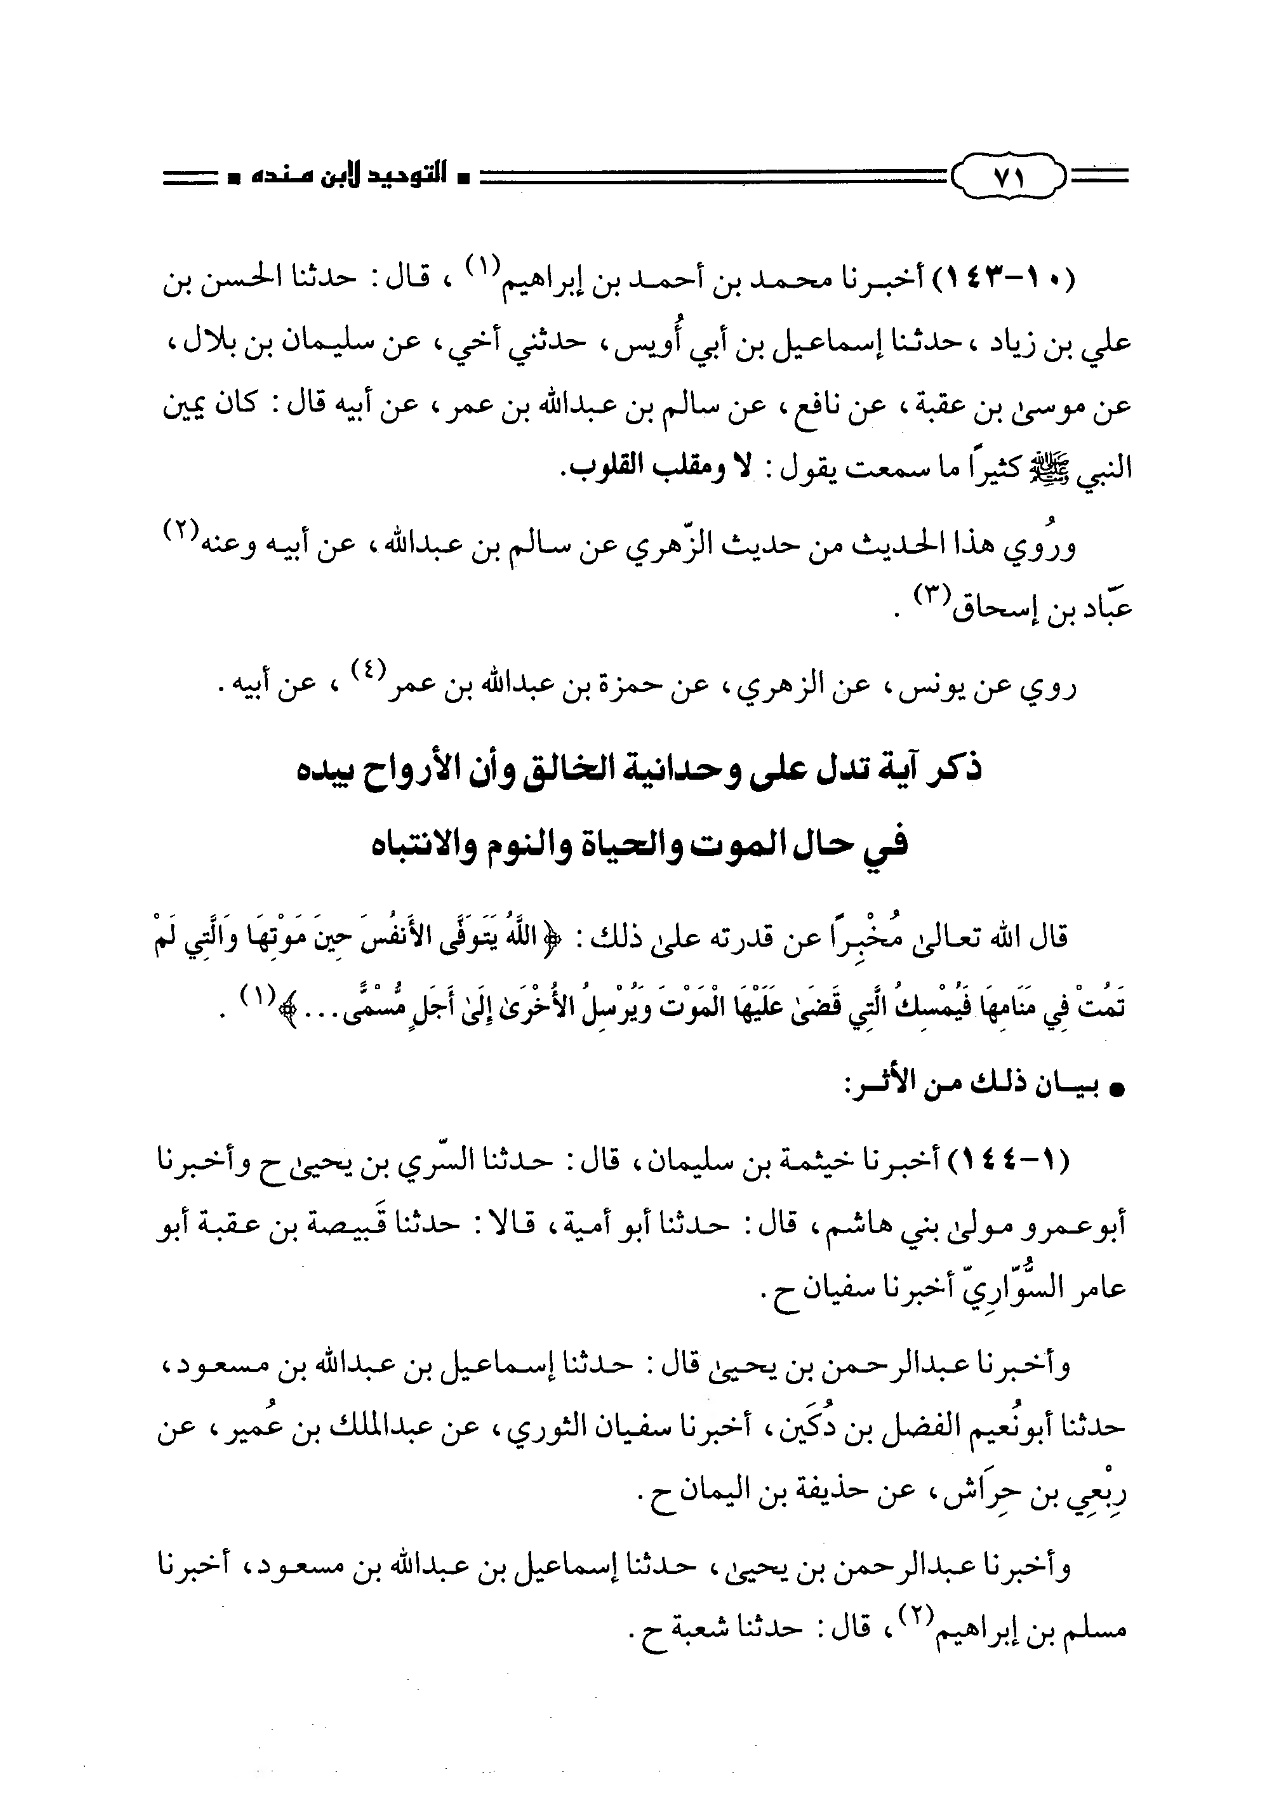 ٧١ ■ التوحيد لابن منده ■
(١٠-١٤٣) أخبرنا محمد بن أحمد بن إبراهيم(١) ، قال : حدثنا الحسن بن
علي بن زياد ، حدثنا إسماعيل بن أبي أُويس، حدثني أخي، عن سليمان بن بلال،
عن موسىٰ بن عقبة، عن نافع، عن سالم بن عبدالله بن عمر، عن أبيه قال : كان يمين
النبي ﷺ كثيرًا ما سمعت يقول : لا ومقلب القلوب.
ورُوي هذا الحديث من حديث الزّهري عن سالم بن عبدالله، عن أبيه وعنه(٢)
عبّاد بن إسحاق(٣) .
روي عن يونس، عن الزهري، عن حمزة بن عبدالله بن عمر(٤) ، عن أبيه .
ذكر آية تدل على وحدانية الخالق وأن الأرواح بيده
في حال الموت والحياة والنوم والانتباه
قال الله تعالىٰ مُخْبِرًا عن قدرته علىٰ ذلك : ﴿ اللَّهُ يَتَوَفَّى الأَنفُسَ حِينَ مَوْتِهَا وَالَّتِي لَمْ
تَمُتْ فِي مَنَامِهَا فَيُمْسِكُ الَّتِي قَضَىٰ عَلَيْهَا الْمَوْتَ وَيُرْسِلُ الأُخْرَىٰ إِلَىٰ أَجَلٍ مُّسْمًّى...﴾(١) .
● بيـان ذلـك مـن الأثـر:
(١-١٤٤) أخبرنا خيثمة بن سليمان، قال : حدثنا السّري بن يحيىٰ ح وأخبرنا
أبو عمرو مولىٰ بني هاشم، قال : حدثنا أبو أمية، قالا : حدثنا قَبيصة بن عقبة أبو
عامر السُّوّارِيّ أخبرنا سفيان ح .
وأخبرنا عبدالرحمن بن يحيىٰ قال : حدثنا إسماعيل بن عبدالله بن مسعود،
حدثنا أبونُعيم الفضل بن دُكَين، أخبرنا سفيان الثوري، عن عبدالملك بن عُمير، عن
رِبْعِي بن حِرَاش، عن حذيفة بن اليمان ح .
وأخبرنا عبدالرحمن بن يحيىٰ، حدثنا إسماعيل بن عبدالله بن مسعود، أخبرنا
مسلم بن إبراهيم(٢)، قال : حدثنا شعبة ح .